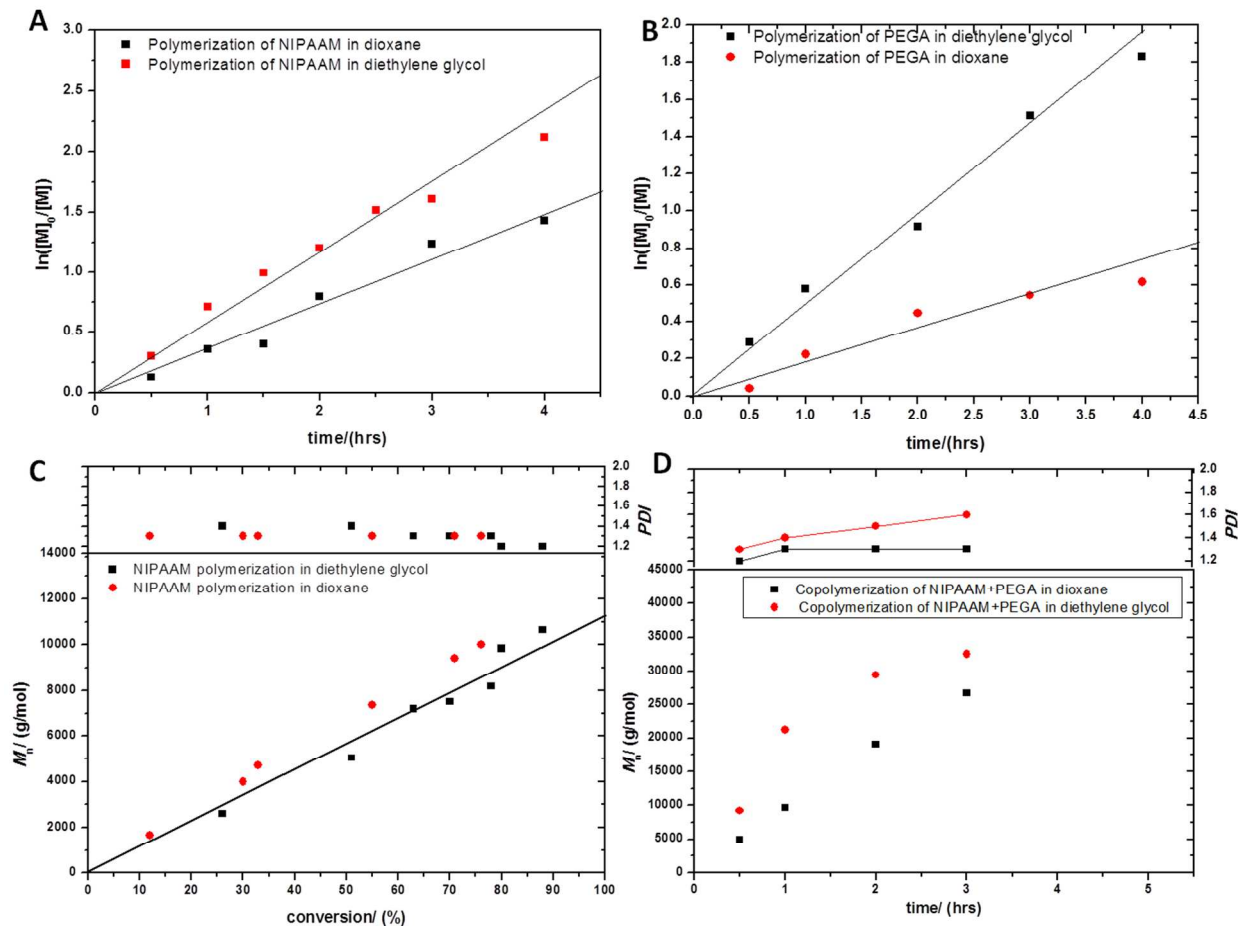 A
3.0
Polymerization of NIPAAM in dioxane
Polymerization of NIPAAM in diethylene glycol
2.5
2.0
1.5
1.0
0.5
0.0
ln([M]0/[M])
0 1 2 3 4
time/(hrs)
B
2.0
Polymerization of PEGA in diethylene glycol
Polymerization of PEGA in dioxane
1.8
1.6
1.4
1.2
1.0
0.8
0.6
0.4
0.2
0.0
ln([M]0/[M])
0.0 0.5 1.0 1.5 2.0 2.5 3.0 3.5 4.0 4.5
time/(hrs)
C
2.0
1.8
1.6
1.4
1.2
PDI
14000
NIPAAM polymerization in diethylene glycol
NIPAAM polymerization in dioxane
12000
10000
8000
6000
4000
2000
0
Mn/ (g/mol)
0 10 20 30 40 50 60 70 80 90 100
conversion/ (%)
D
2.0
1.8
1.6
1.4
1.2
PDI
45000
Copolymerization of NIPAAM+PEGA in dioxane
Copolymerization of NIPAAM+PEGA in diethylene glycol
40000
35000
30000
25000
20000
15000
10000
5000
0
Mn/ (g/mol)
0 1 2 3 4 5
time/ (hrs)